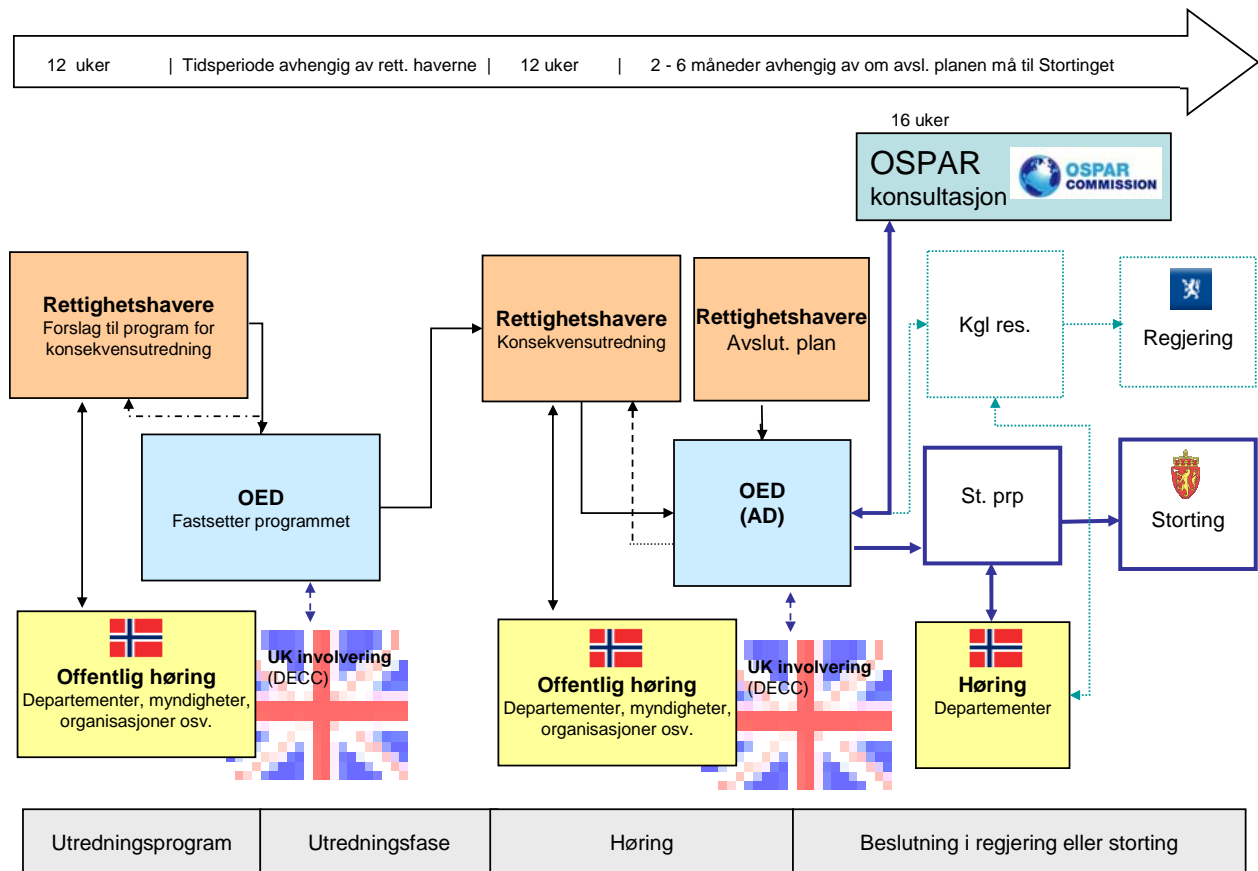 12 uker | Tidsperiode avhengig av rett. haverne | 12 uker | 2 - 6 måneder avhengig av om avsl. planen må til Stortinget
16 uker
OSPAR
konsultasjon
OSPAR
COMMISSION
Rettighetshavere
Forslag til program for
konsekvensutredning
Rettighetshavere
Konsekvensutredning
Rettighetshavere
Avslut. plan
Kgl res.
Regjering
OED
Fastsetter programmet
OED
(AD)
St. prp
Storting
Offentlig høring
Departementer, myndigheter,
organisasjoner osv.
UK involvering
(DECC)
Offentlig høring
Departementer, myndigheter,
organisasjoner osv.
UK involvering
(DECC)
Høring
Departementer
Utredningsprogram
Utredningsfase
Høring
Beslutning i regjering eller storting